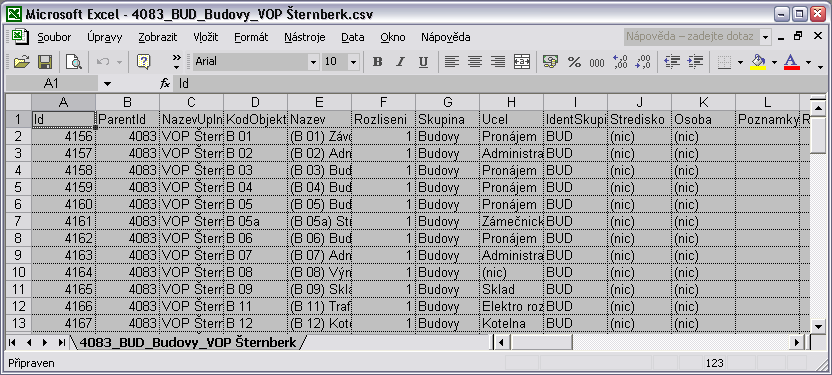 Microsoft Excel - 4083_BUD_Budovy_VOP Šternberk.csv
Soubor Úpravy Zobrazit Vložit Formát Nástroje Data Okno Nápověda Nápověda – zadejte dotaz
Arial 10 B I U % 000 A
A1 fx Id
A B C D E F G H I J K L
1 Id ParentId NazevUpln KodObjekt Nazev Rozliseni Skupina Ucel IdentSkupi Stredisko Osoba Poznamky R
2 4156 4083 VOP Štern B 01 (B 01) Závo 1 Budovy Pronájem BUD (nic) (nic)
3 4157 4083 VOP Štern B 02 (B 02) Adn 1 Budovy Administra BUD (nic) (nic)
4 4158 4083 VOP Štern B 03 (B 03) Bud 1 Budovy Pronájem BUD (nic) (nic)
5 4159 4083 VOP Štern B 04 (B 04) Bud 1 Budovy Pronájem BUD (nic) (nic)
6 4160 4083 VOP Štern B 05 (B 05) Bud 1 Budovy Pronájem BUD (nic) (nic)
7 4161 4083 VOP Štern B 05a (B 05a) Sti 1 Budovy Zámečnick BUD (nic) (nic)
8 4162 4083 VOP Štern B 06 (B 06) Bud 1 Budovy Pronájem BUD (nic) (nic)
9 4163 4083 VOP Štern B 07 (B 07) Adn 1 Budovy Administra BUD (nic) (nic)
10 4164 4083 VOP Štern B 08 (B 08) Výn 1 Budovy (nic) BUD (nic) (nic)
11 4165 4083 VOP Štern B 09 (B 09) Skla 1 Budovy Sklad BUD (nic) (nic)
12 4166 4083 VOP Štern B 11 (B 11) Traf 1 Budovy Elektro roz BUD (nic) (nic)
13 4167 4083 VOP Štern B 12 (B 12) Kote 1 Budovy Kotelna BUD (nic) (nic)
4083_BUD_Budovy_VOP Šternberk
Připraven 123